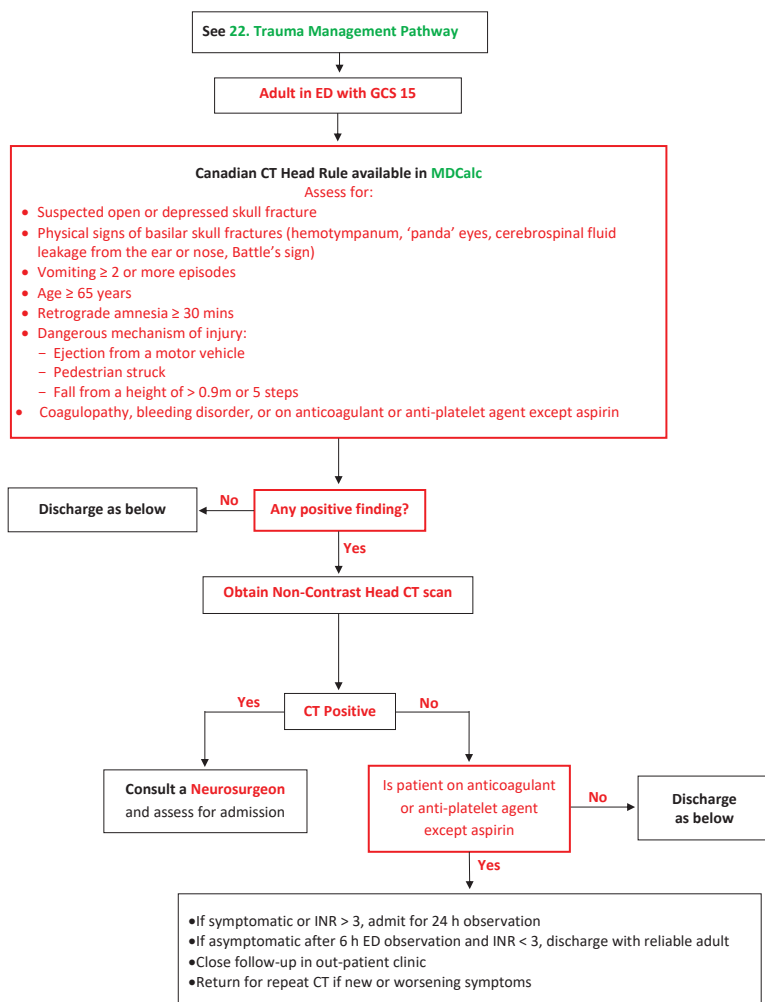 See 22. Trauma Management Pathway
Adult in ED with GCS 15
Canadian CT Head Rule available in MDCalc
Assess for:
• Suspected open or depressed skull fracture
• Physical signs of basilar skull fractures (hemotympanum, ‘panda’ eyes, cerebrospinal fluid
leakage from the ear or nose, Battle’s sign)
• Vomiting ≥ 2 or more episodes
• Age ≥ 65 years
• Retrograde amnesia ≥ 30 mins
• Dangerous mechanism of injury:
− Ejection from a motor vehicle
− Pedestrian struck
− Fall from a height of > 0.9m or 5 steps
• Coagulopathy, bleeding disorder, or on anticoagulant or anti-platelet agent except aspirin
Discharge as below
No
Any positive finding?
Yes
Obtain Non-Contrast Head CT scan
Yes
CT Positive
No
Consult a Neurosurgeon
and assess for admission
Is patient on anticoagulant
or anti-platelet agent
except aspirin
No
Discharge
as below
Yes
•If symptomatic or INR > 3, admit for 24 h observation
•If asymptomatic after 6 h ED observation and INR < 3, discharge with reliable adult
•Close follow-up in out-patient clinic
•Return for repeat CT if new or worsening symptoms